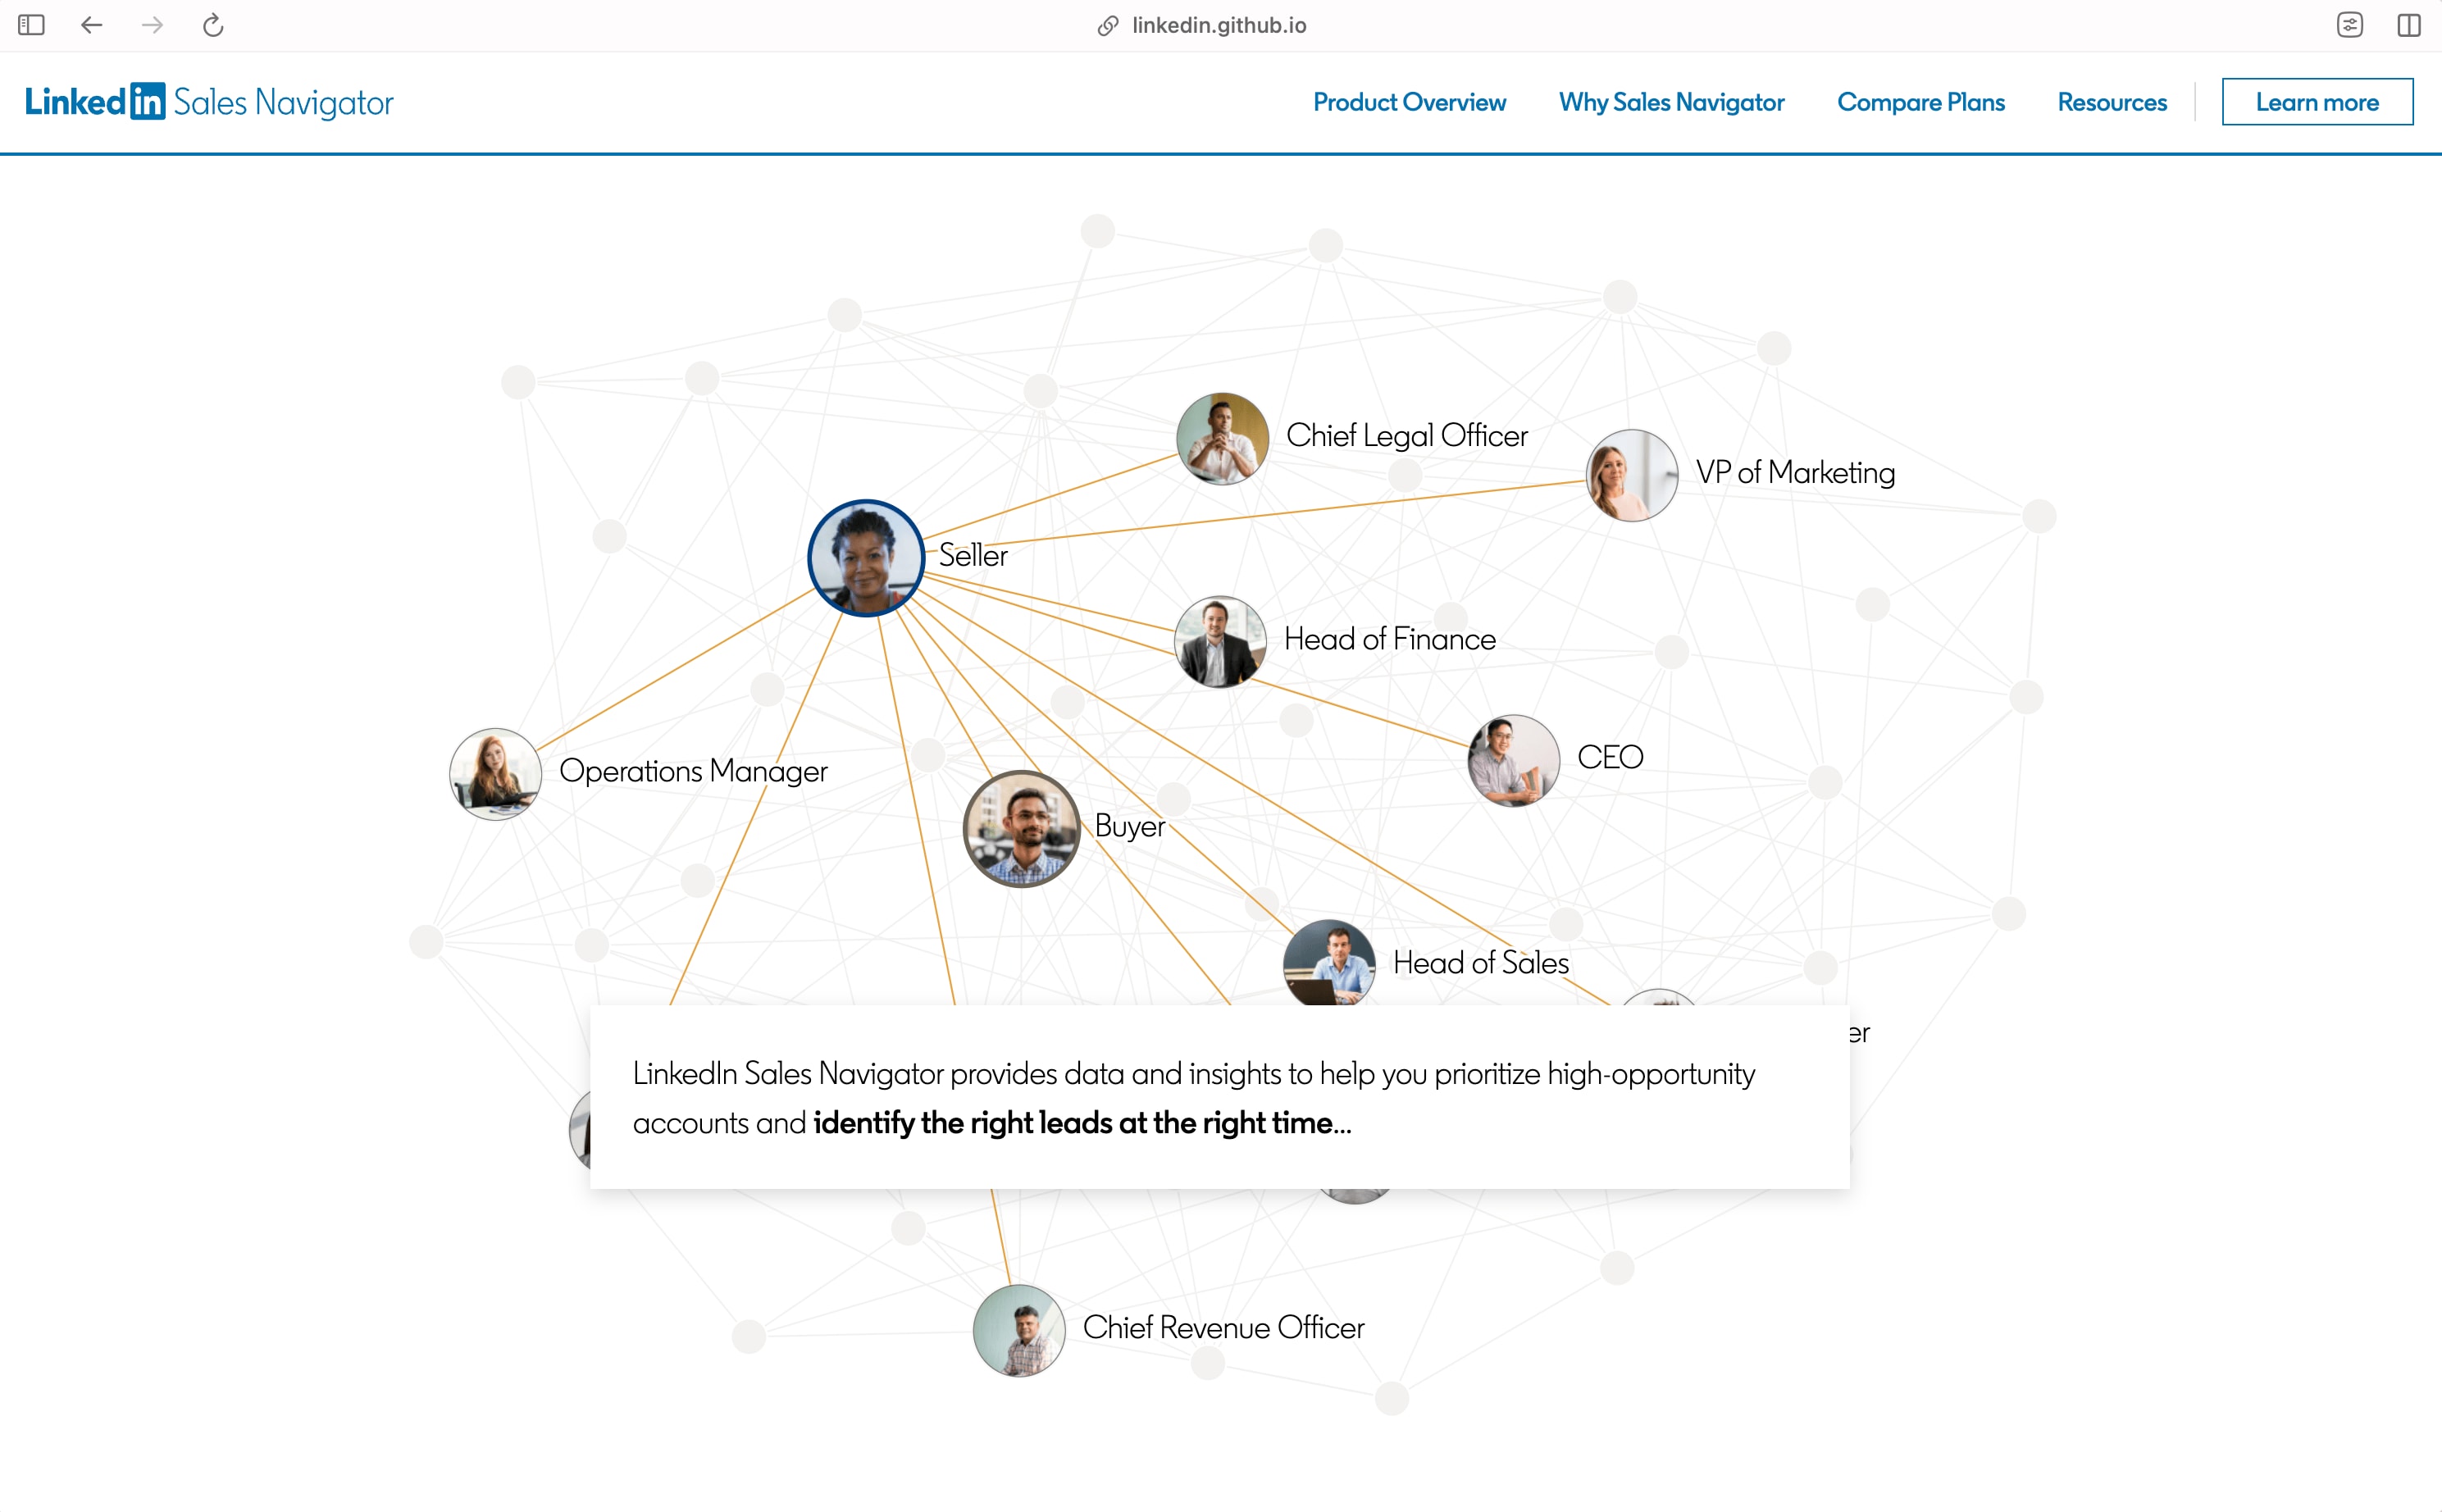 linkedin.github.io
LinkedIn Sales Navigator
Product Overview
Why Sales Navigator
Compare Plans
Resources
Learn more
Chief Legal Officer
VP of Marketing
Seller
Head of Finance
CEO
Operations Manager
Buyer
Head of Sales
er
LinkedIn Sales Navigator provides data and insights to help you prioritize high-opportunity
accounts and identify the right leads at the right time...
Chief Revenue Officer